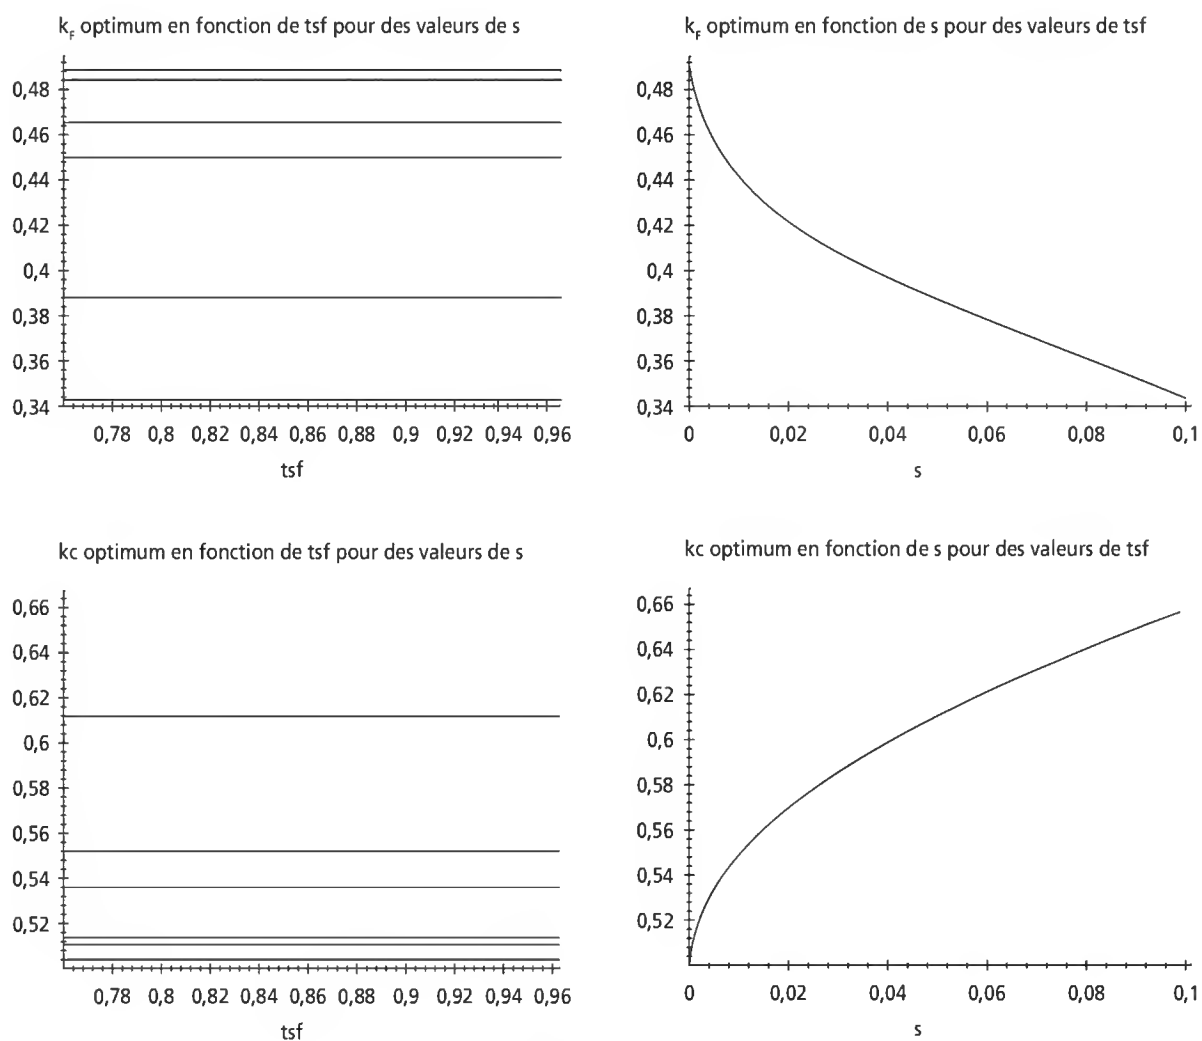 k_F optimum en fonction de tsf pour des valeurs de s
0,48
0,46
0,44
0,42
0,4
0,38
0,36
0,34
0,78 0,8 0,82 0,84 0,86 0,88 0,9 0,92 0,94 0,96
tsf
k_F optimum en fonction de s pour des valeurs de tsf
0,48
0,46
0,44
0,42
0,4
0,38
0,36
0,34
0 0,02 0,04 0,06 0,08 0,1
s
kc optimum en fonction de tsf pour des valeurs de s
0,66
0,64
0,62
0,6
0,58
0,56
0,54
0,52
0,78 0,8 0,82 0,84 0,86 0,88 0,9 0,92 0,94 0,96
tsf
kc optimum en fonction de s pour des valeurs de tsf
0,66
0,64
0,62
0,6
0,58
0,56
0,54
0,52
0 0,02 0,04 0,06 0,08 0,1
s